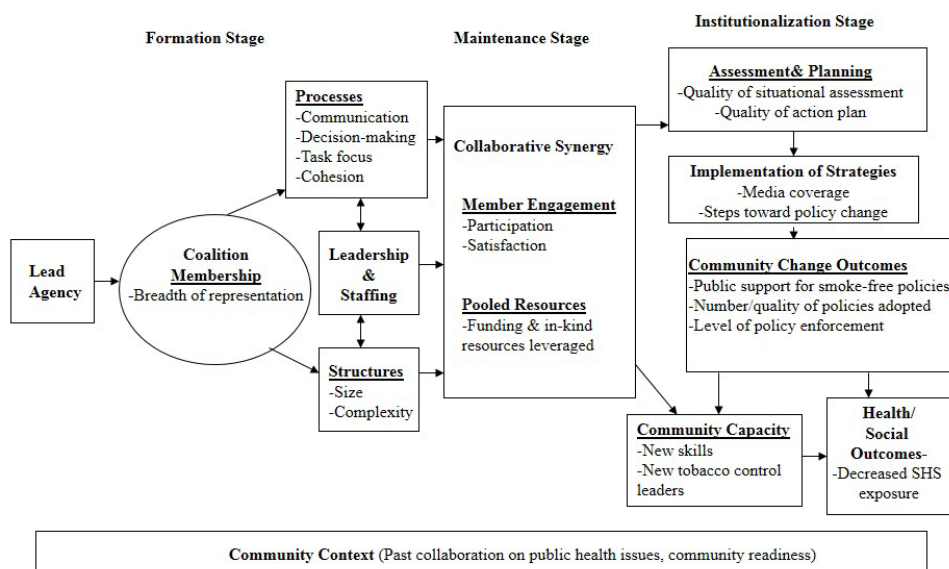 Formation Stage
Maintenance Stage
Institutionalization Stage
Lead
Agency
Coalition
Membership
-Breadth of representation
Processes
-Communication
-Decision-making
-Task focus
-Cohesion
Leadership
&
Staffing
Structures
-Size
-Complexity
Collaborative Synergy
Member Engagement
-Participation
-Satisfaction
Pooled Resources
-Funding & in-kind
resources leveraged
Assessment& Planning
-Quality of situational assessment
-Quality of action plan
Implementation of Strategies
-Media coverage
-Steps toward policy change
Community Change Outcomes
-Public support for smoke-free policies
-Number/quality of policies adopted
-Level of policy enforcement
Community Capacity
-New skills
-New tobacco control
leaders
Health/
Social
Outcomes-
-Decreased SHS
exposure
Community Context (Past collaboration on public health issues, community readiness)